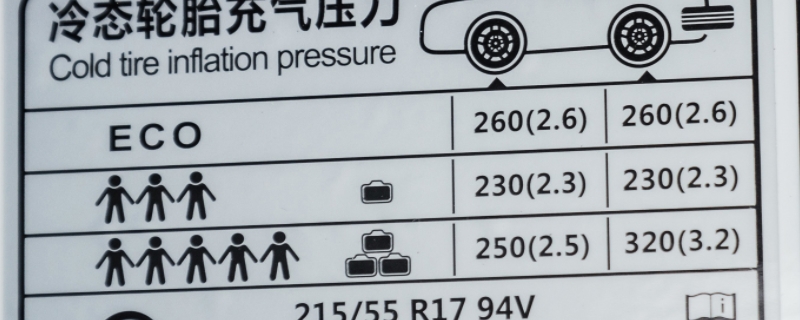 冷态轮胎充气压力
Cold tire inflation pressure
ECO 260(2.6) 260(2.6)
230(2.3) 230(2.3)
250(2.5) 320(3.2)
215/55 R17 94V
i